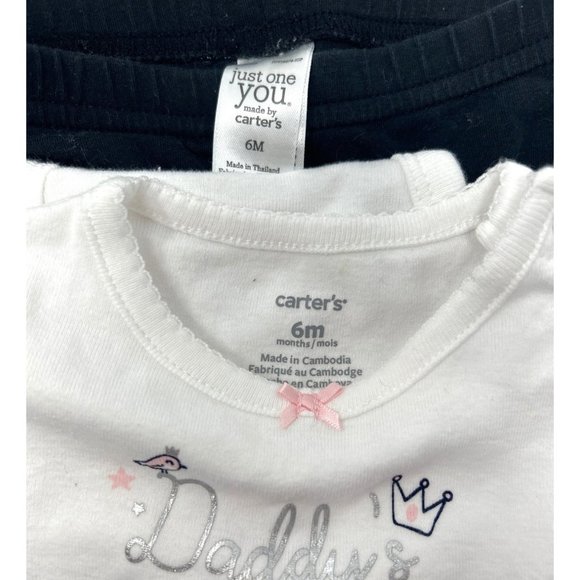 just one
you®
made by
carter's
6M
Made in Thailand
carter's®
6m
months/mois
Made in Cambodia
Fabriqué au Cambodge
en
Daddy's